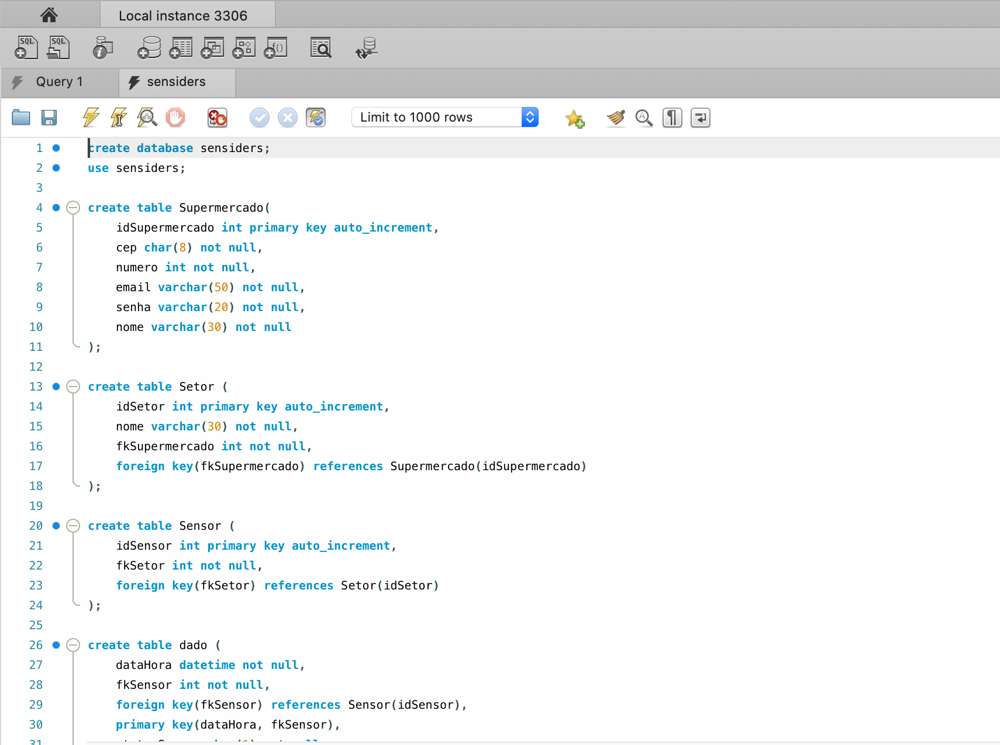 Local instance 3306
SQL SQL f()
Query 1 sensiders
Limit to 1000 rows
1 create database sensiders;
2 use sensiders;
3
4 create table Supermercado(
5 idSupermercado int primary key auto_increment,
6 cep char(8) not null,
7 numero int not null,
8 email varchar(50) not null,
9 senha varchar(20) not null,
10 nome varchar(30) not null
11 );
12
13 create table Setor (
14 idSetor int primary key auto_increment,
15 nome varchar(30) not null,
16 fkSupermercado int not null,
17 foreign key(fkSupermercado) references Supermercado(idSupermercado)
18 );
19
20 create table Sensor (
21 idSensor int primary key auto_increment,
22 fkSetor int not null,
23 foreign key(fkSetor) references Setor(idSetor)
24 );
25
26 create table dado (
27 dataHora datetime not null,
28 fkSensor int not null,
29 foreign key(fkSensor) references Sensor(idSensor),
30 primary key(dataHora, fkSensor),
31